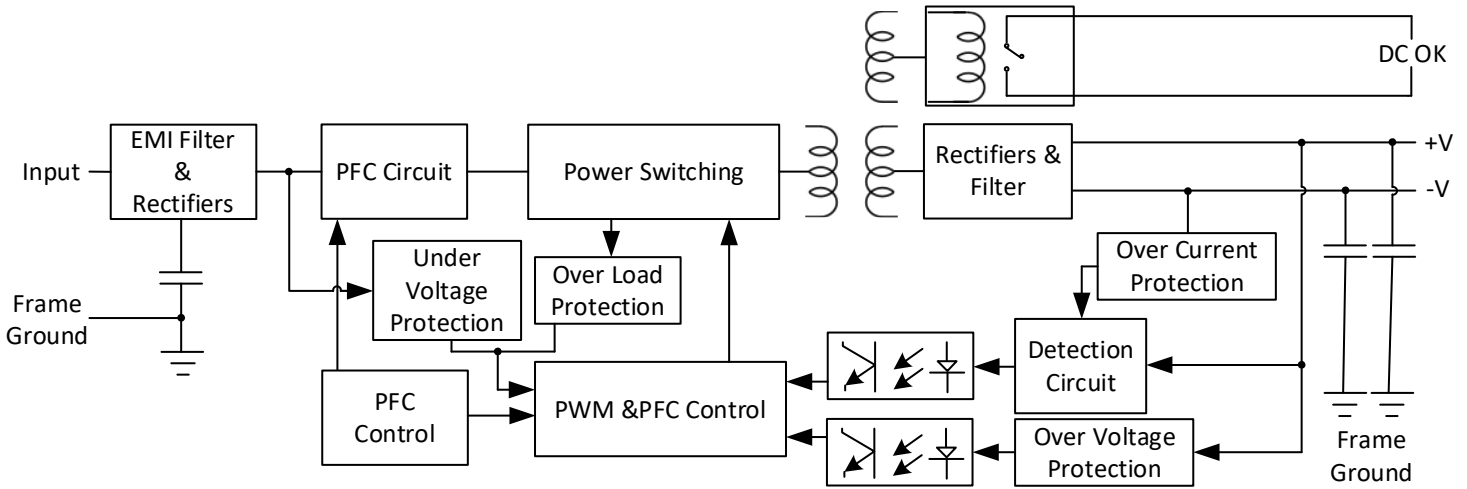 DC OK
EMI Filter
&
Rectifiers
Input
PFC Circuit
Power Switching
Rectifiers &
Filter
+V
-V
Under
Voltage
Protection
Over Load
Protection
Over Current
Protection
Frame
Ground
Detection
Circuit
PFC
Control
PWM &PFC Control
Over Voltage
Protection
Frame
Ground